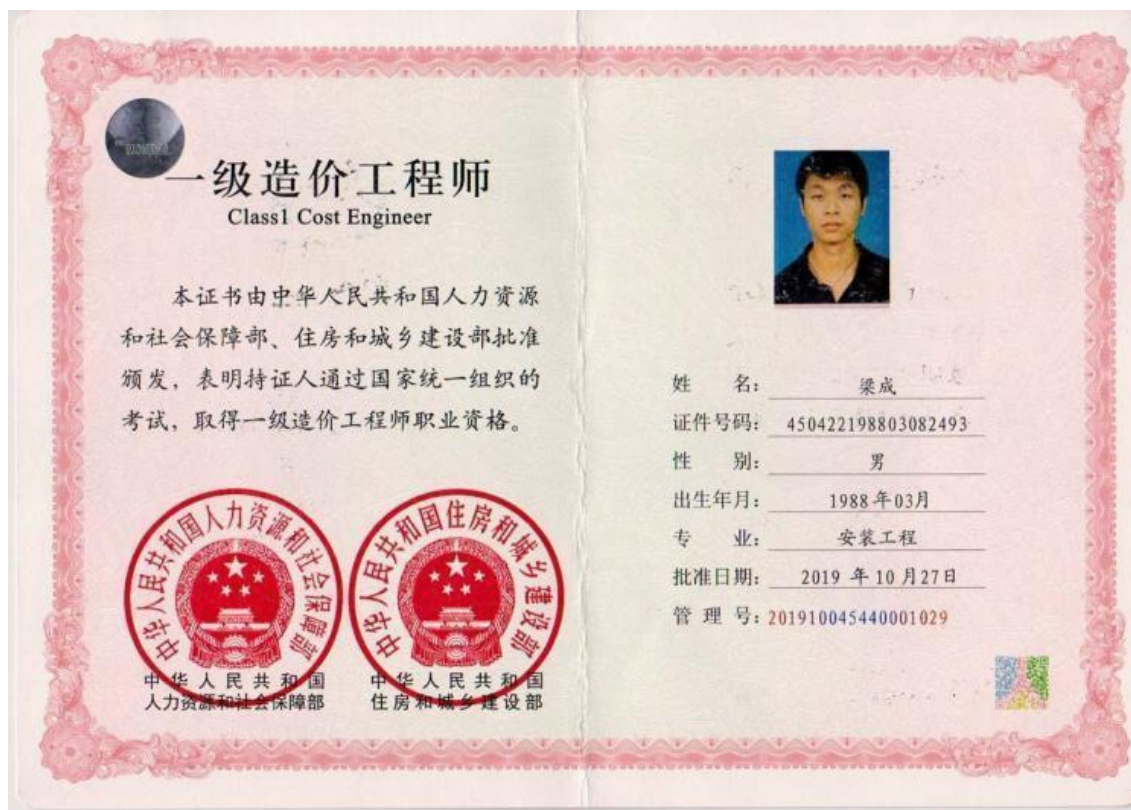 一级造价工程师
Class1 Cost Engineer
本证书由中华人民共和国人力资源
和社会保障部、住房和城乡建设部批准
颁发，表明持证人通过国家统一组织的
考试，取得一级造价工程师职业资格。
中华人民共和国人力资源和社会保障部
中华人民共和国住房和城乡建设部
中华人民共和国
人力资源和社会保障部
中华人民共和国
住房和城乡建设部
姓 名：梁成
证件号码：450422198803082493
性 别：男
出生年月：1988年03月
专 业：安装工程
批准日期：2019 年 10 月27日
管 理 号：201910045440001029